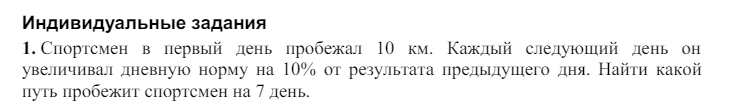 Индивидуальные задания
1. Спортсмен в первый день пробежал 10 км. Каждый следующий день он
увеличивал дневную норму на 10% от результата предыдущего дня. Найти какой
путь пробежит спортсмен на 7 день.